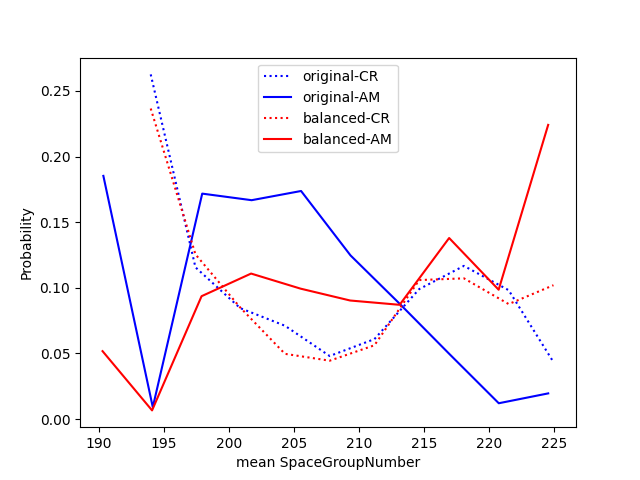 original-CR
original-AM
balanced-CR
balanced-AM
0.25
0.20
0.15
0.10
0.05
0.00
Probability
190 195 200 205 210 215 220 225
mean SpaceGroupNumber